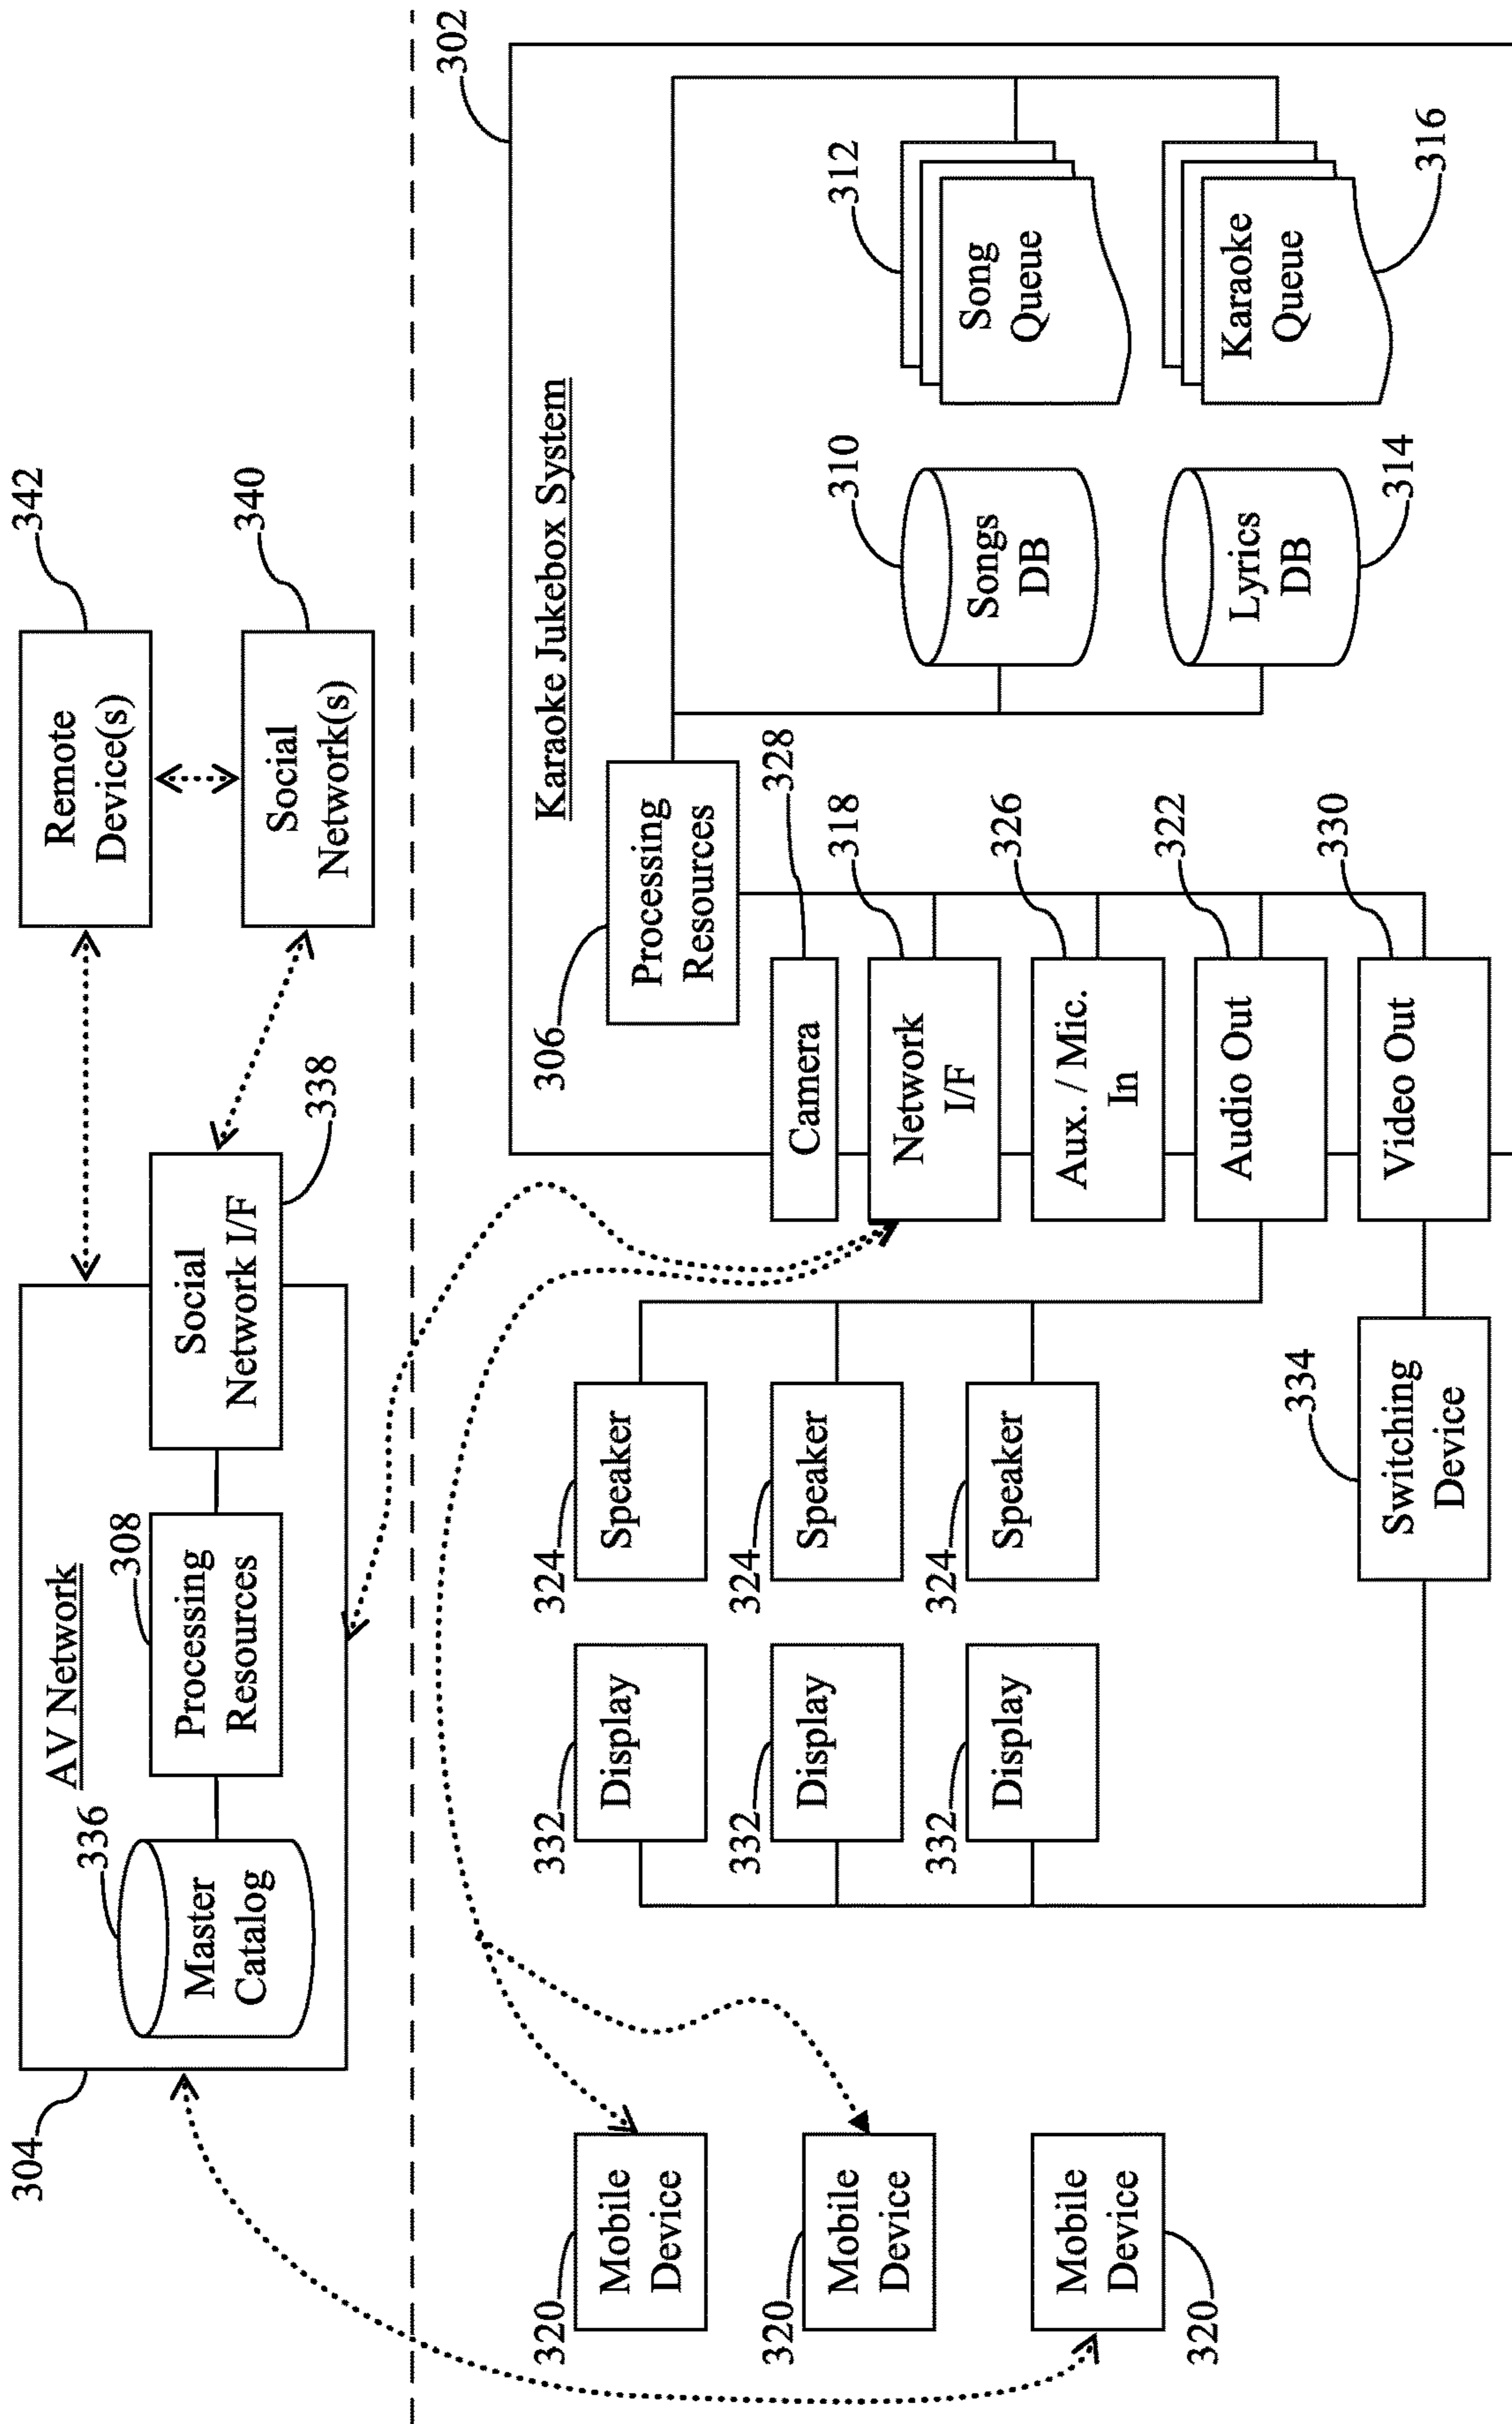 304
AV Network
336
Master
Catalog
308
Processing
Resources
Social
Network I/F
338
Remote
Device(s)
342
Social
Network(s)
340
302
Karaoke Jukebox System
320
Mobile
Device
320
Mobile
Device
Mobile
Device
320
332
Display
332
Display
332
Display
324
Speaker
324
Speaker
324
Speaker
334
Switching
Device
306
Processing
Resources
Camera
328
Network
I/F
318
Aux. / Mic.
In
326
Audio Out
322
Video Out
330
310
Songs
DB
Lyrics
DB
314
312
Song
Queue
Karaoke
Queue
316